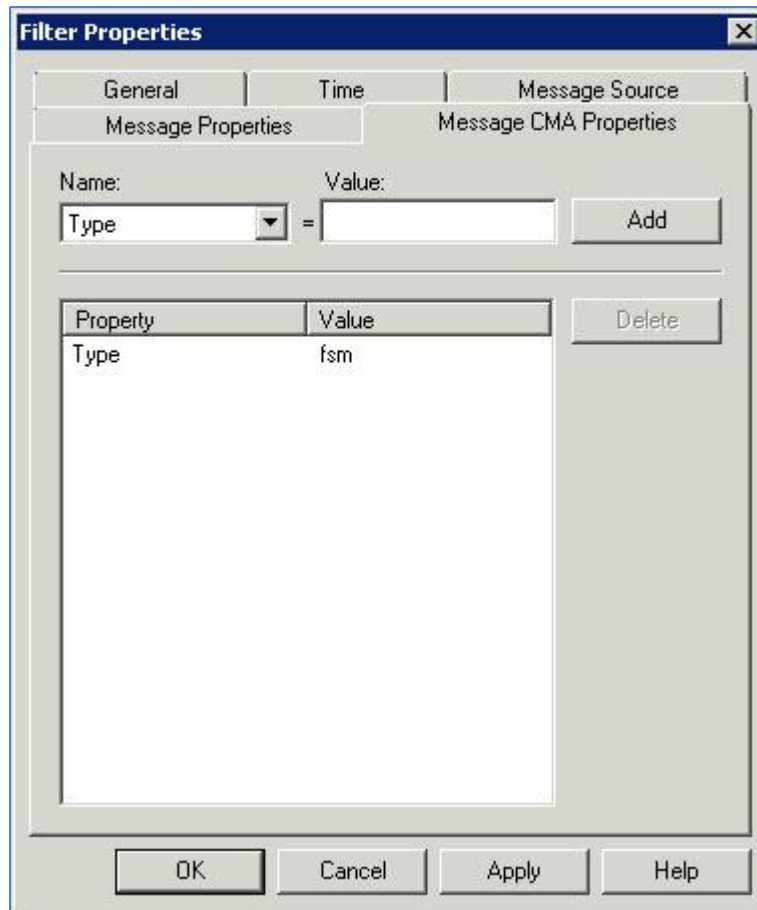 Filter Properties
General Time Message Source
Message Properties Message CMA Properties
Name: Value:
Type = Add
Property Value Delete
Type fsm
OK Cancel Apply Help